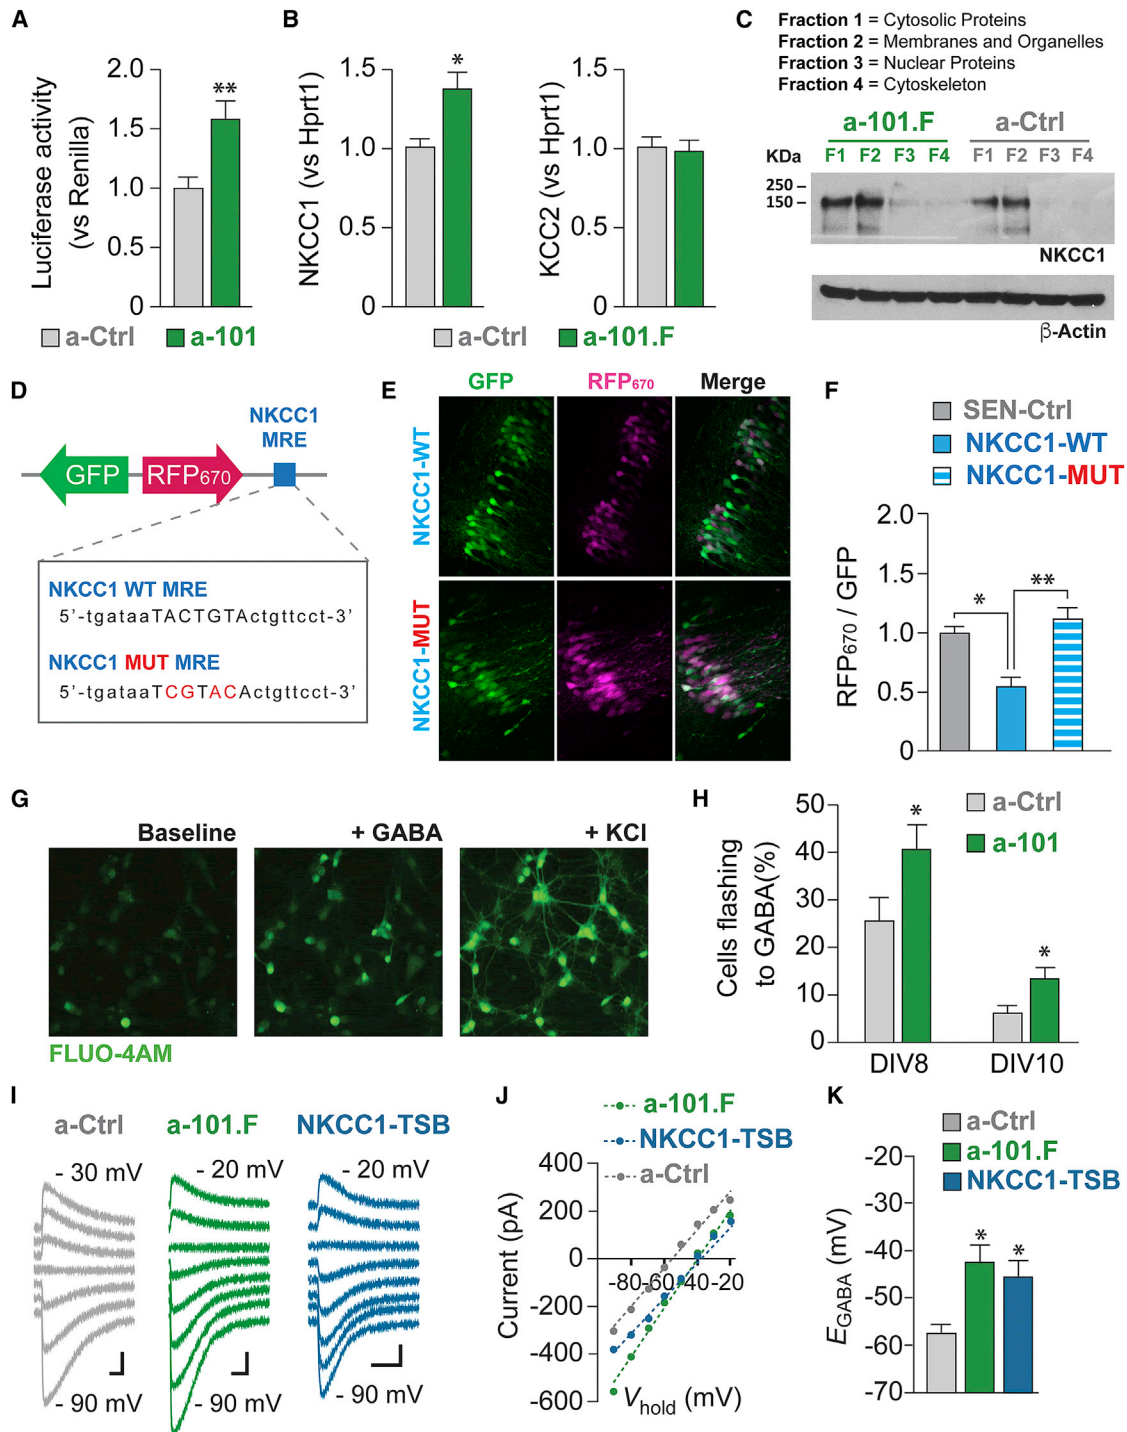 A
Luciferase activity
(vs Renilla)
2.0
1.5
1.0
0.5
0
**
a-Ctrl
a-101
B
NKCC1 (vs Hprt1)
1.5
1.0
0.5
0
*
KCC2 (vs Hprt1)
1.5
1.0
0.5
0
a-Ctrl
a-101.F
C
Fraction 1 = Cytosolic Proteins
Fraction 2 = Membranes and Organelles
Fraction 3 = Nuclear Proteins
Fraction 4 = Cytoskeleton
a-101.F
a-Ctrl
KDa
F1 F2 F3 F4 F1 F2 F3 F4
250
150
NKCC1
β-Actin
D
NKCC1
MRE
GFP
RFP670
NKCC1 WT MRE
5'-tgataaTACTGTActgttcct-3'
NKCC1 MUT MRE
5'-tgataaTCGTACActgttcct-3'
E
GFP
RFP670
Merge
NKCC1-WT
NKCC1-MUT
F
SEN-Ctrl
NKCC1-WT
NKCC1-MUT
RFP670 / GFP
2.0
1.5
1.0
0.5
0
*
**
G
Baseline
+ GABA
+ KCl
FLUO-4AM
H
Cells flashing
to GABA(%)
50
40
30
20
10
0
*
*
a-Ctrl
a-101
DIV8
DIV10
I
a-Ctrl
a-101.F
NKCC1-TSB
- 30 mV
- 20 mV
- 20 mV
- 90 mV
- 90 mV
- 90 mV
J
a-101.F
NKCC1-TSB
a-Ctrl
Current (pA)
400
200
0
-200
-400
-600
-80 -60 -40 -20
Vhold (mV)
K
a-Ctrl
a-101.F
NKCC1-TSB
EGABA (mV)
-20
-30
-40
-50
-60
-70
*
*